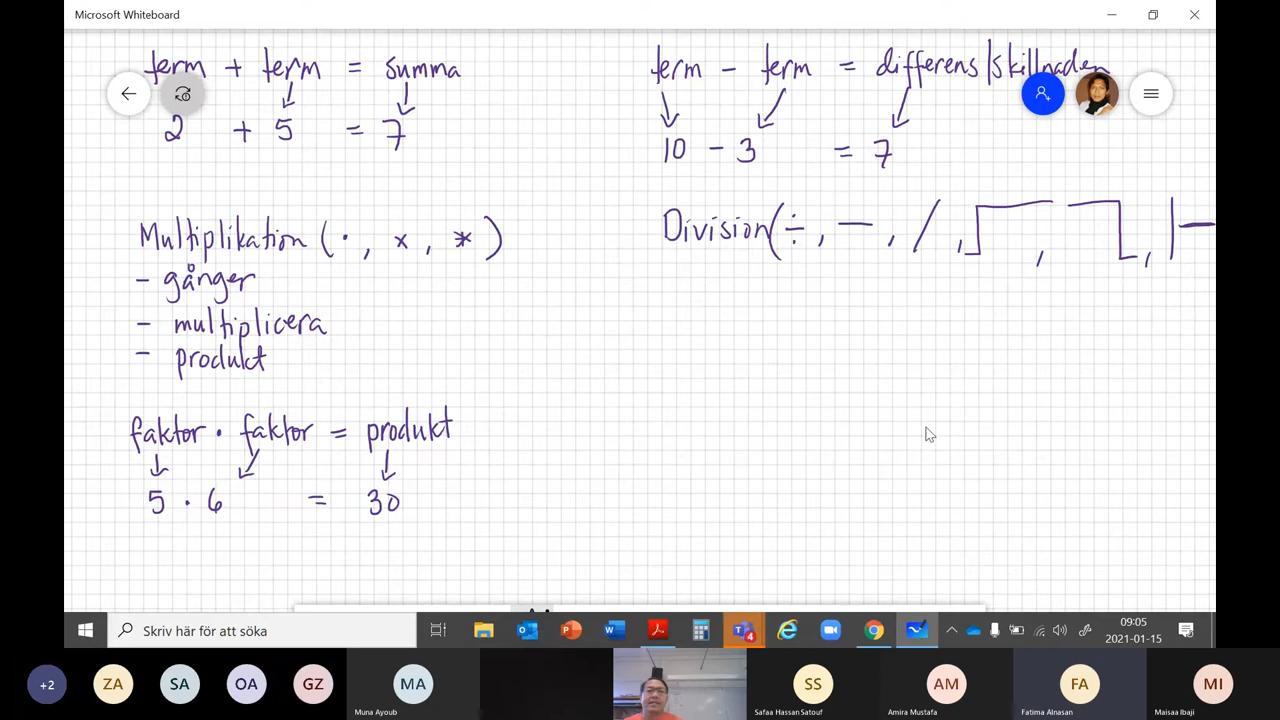 Microsoft Whiteboard
term + term = summa
2 + 5 = 7
term - term = differens|skillnaden
10 - 3 = 7
Multiplikation ( · , × , * )
- gånger
- multiplicera
- produkt
faktor · faktor = produkt
5 · 6 = 30
Division( ÷ , — , / ,
Skriv här för att söka
4
09:05
2021-01-15
+2
ZA
SA
OA
GZ
MA
Muna Ayoub
SS
Safaa Hassan Satouf
AM
Amira Mustafa
FA
Fatima Alnasan
MI
Maisaa Ibaji